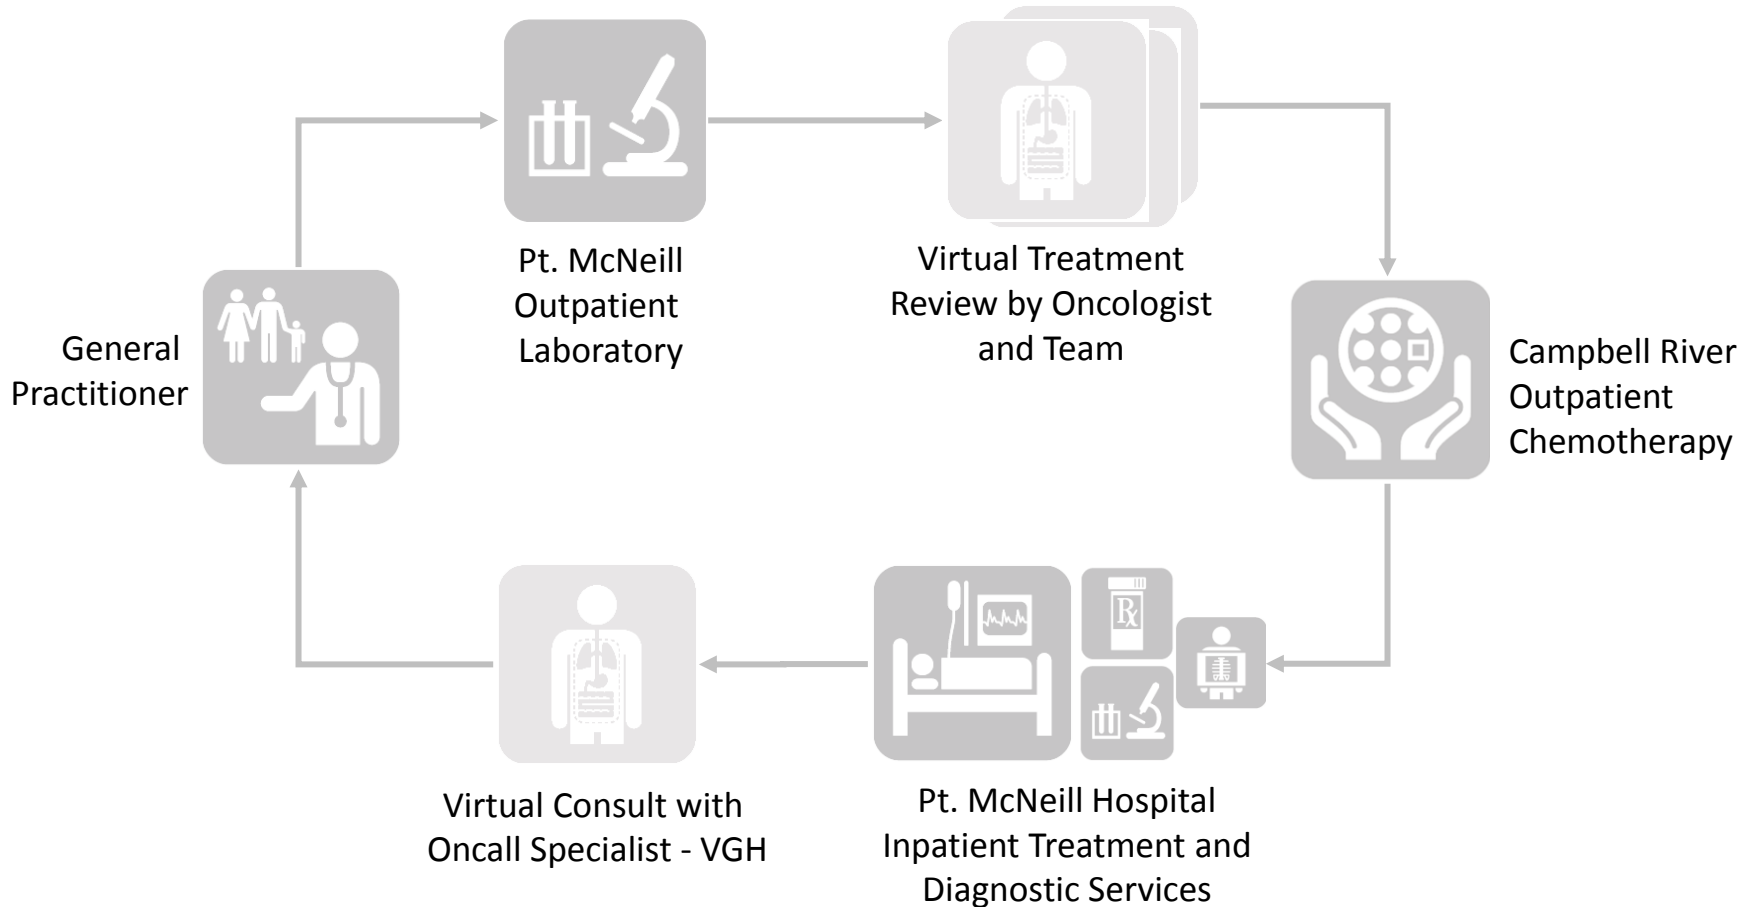 Pt. McNeill
Outpatient
Laboratory
Virtual Treatment
Review by Oncologist
and Team
General
Practitioner
Campbell River
Outpatient
Chemotherapy
Rx
Virtual Consult with
Oncall Specialist - VGH
Pt. McNeill Hospital
Inpatient Treatment and
Diagnostic Services